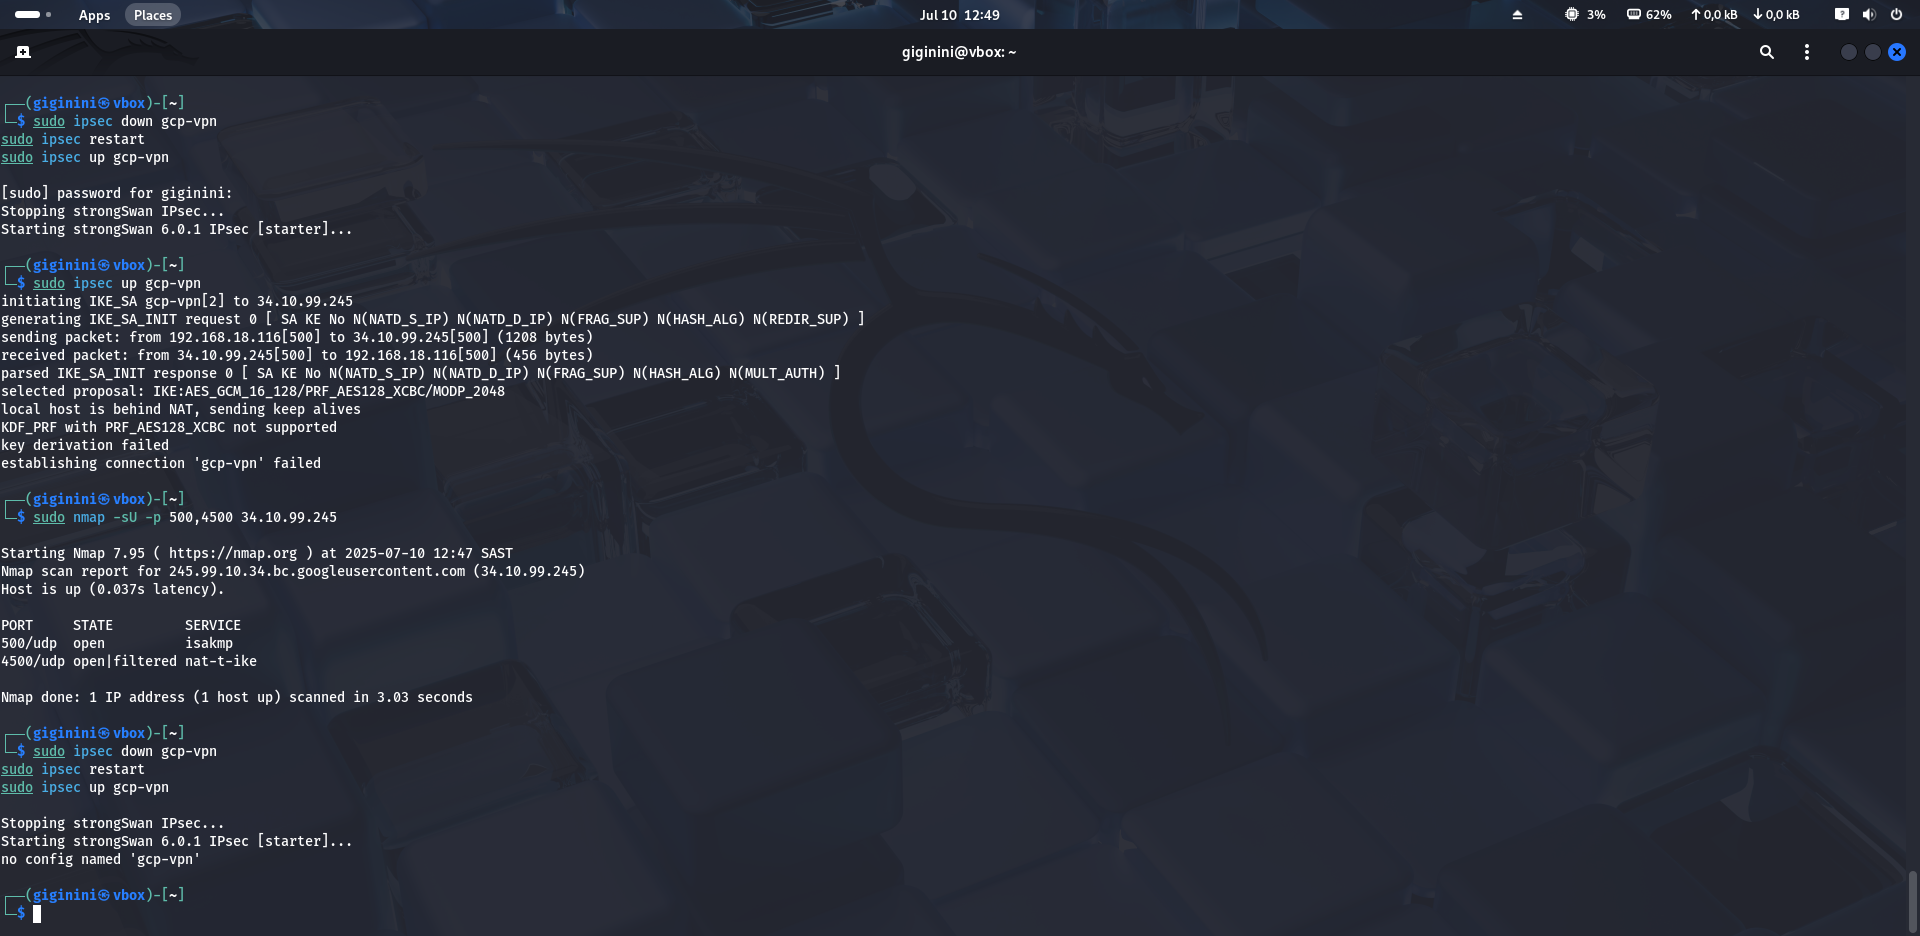 Apps Places Jul 10 12:49 3% 62% 0,0 kB 0,0 kB
giginini@vbox: ~
┌──(giginini㉿vbox)-[~]
└─$ sudo ipsec down gcp-vpn
sudo ipsec restart
sudo ipsec up gcp-vpn
[sudo] password for giginini:
Stopping strongSwan IPsec...
Starting strongSwan 6.0.1 IPsec [starter]...
┌──(giginini㉿vbox)-[~]
└─$ sudo ipsec up gcp-vpn
initiating IKE_SA gcp-vpn[2] to 34.10.99.245
generating IKE_SA_INIT request 0 [ SA KE No N(NATD_S_IP) N(NATD_D_IP) N(FRAG_SUP) N(HASH_ALG) N(REDIR_SUP) ]
sending packet: from 192.168.18.116[500] to 34.10.99.245[500] (1208 bytes)
received packet: from 34.10.99.245[500] to 192.168.18.116[500] (456 bytes)
parsed IKE_SA_INIT response 0 [ SA KE No N(NATD_S_IP) N(NATD_D_IP) N(FRAG_SUP) N(HASH_ALG) N(MULT_AUTH) ]
selected proposal: IKE:AES_GCM_16_128/PRF_AES128_XCBC/MODP_2048
local host is behind NAT, sending keep alives
KDF_PRF with PRF_AES128_XCBC not supported
key derivation failed
establishing connection 'gcp-vpn' failed
┌──(giginini㉿vbox)-[~]
└─$ sudo nmap -sU -p 500,4500 34.10.99.245
Starting Nmap 7.95 ( https://nmap.org ) at 2025-07-10 12:47 SAST
Nmap scan report for 245.99.10.34.bc.googleusercontent.com (34.10.99.245)
Host is up (0.037s latency).
PORT     STATE         SERVICE
500/udp  open          isakmp
4500/udp open|filtered nat-t-ike
Nmap done: 1 IP address (1 host up) scanned in 3.03 seconds
┌──(giginini㉿vbox)-[~]
└─$ sudo ipsec down gcp-vpn
sudo ipsec restart
sudo ipsec up gcp-vpn
Stopping strongSwan IPsec...
Starting strongSwan 6.0.1 IPsec [starter]...
no config named 'gcp-vpn'
┌──(giginini㉿vbox)-[~]
└─$